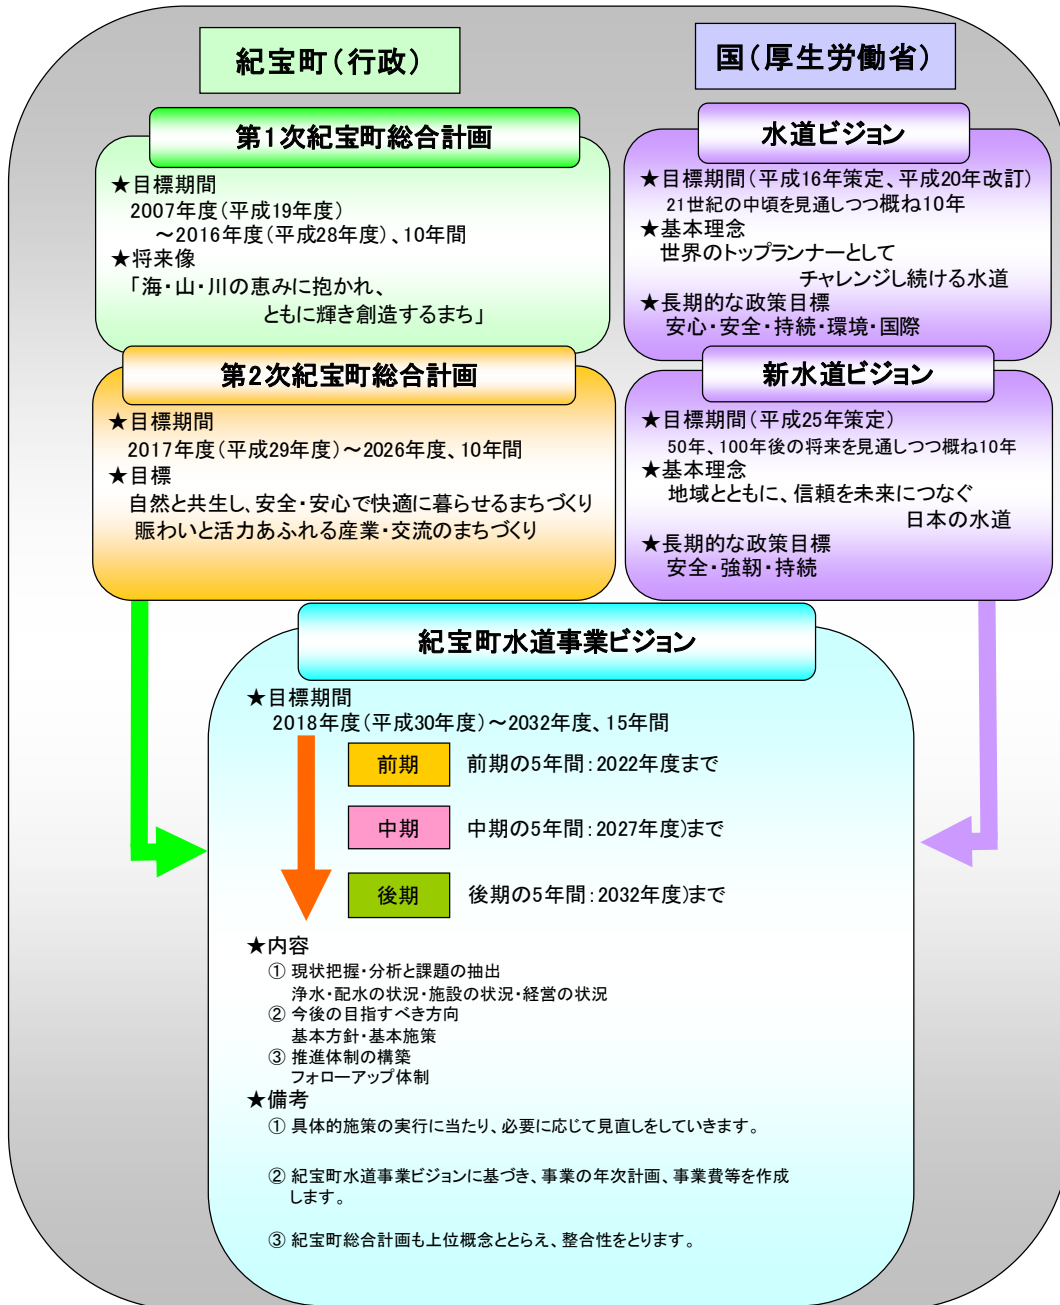 紀宝町（行政）
第1次紀宝町総合計画
★目標期間
2007年度（平成19年度）
～2016年度（平成28年度）、10年間
★将来像
「海・山・川の恵みに抱かれ、
ともに輝き創造するまち」
第2次紀宝町総合計画
★目標期間
2017年度（平成29年度）～2026年度、10年間
★目標
自然と共生し、安全・安心で快適に暮らせるまちづくり
賑わいと活力あふれる産業・交流のまちづくり
国（厚生労働省）
水道ビジョン
★目標期間（平成16年策定、平成20年改訂）
21世紀の中頃を見通しつつ概ね10年
★基本理念
世界のトップランナーとして
チャレンジし続ける水道
★長期的な政策目標
安心・安全・持続・環境・国際
新水道ビジョン
★目標期間（平成25年策定）
50年、100年後の将来を見通しつつ概ね10年
★基本理念
地域とともに、信頼を未来につなぐ
日本の水道
★長期的な政策目標
安全・強靭・持続
紀宝町水道事業ビジョン
★目標期間
2018年度（平成30年度）～2032年度、15年間
前期 前期の5年間：2022年度まで
中期 中期の5年間：2027年度）まで
後期 後期の5年間：2032年度）まで
★内容
① 現状把握・分析と課題の抽出
浄水・配水の状況・施設の状況・経営の状況
② 今後の目指すべき方向
基本方針・基本施策
③ 推進体制の構築
フォローアップ体制
★備考
① 具体的施策の実行に当たり、必要に応じて見直しをしていきます。
② 紀宝町水道事業ビジョンに基づき、事業の年次計画、事業費等を作成
します。
③ 紀宝町総合計画も上位概念ととらえ、整合性をとります。